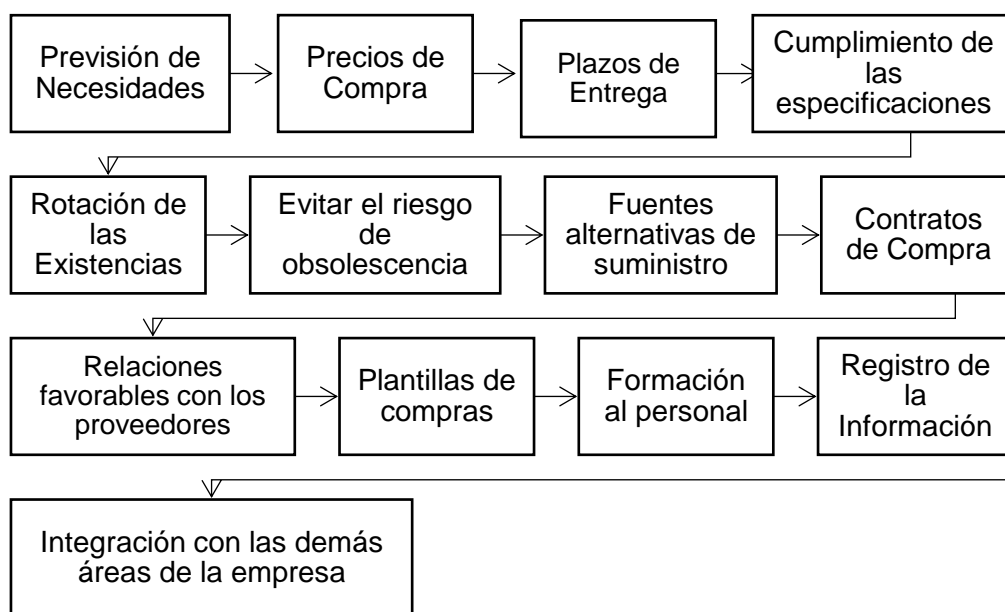 Previsión de
Necesidades
Precios de
Compra
Plazos de
Entrega
Cumplimiento de
las
especificaciones
Rotación de
las
Existencias
Evitar el riesgo
de
obsolescencia
Fuentes
alternativas de
suministro
Contratos
de Compra
Relaciones
favorables con los
proveedores
Plantillas de
compras
Formación
al personal
Registro de
la
Información
Integración con las demás
áreas de la empresa